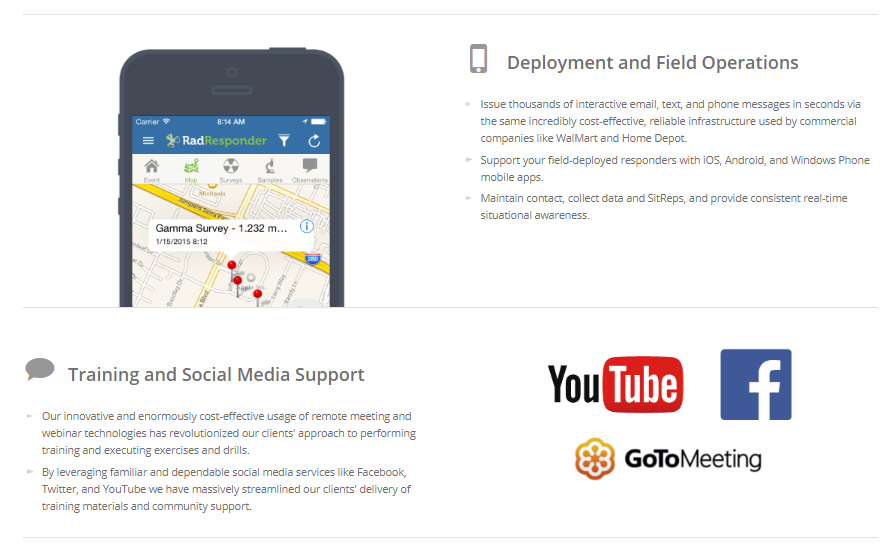 Carrier 8:14 AM
RadResponder
Event Map Surveys Samples Observations
Michaels
Junipero Serra Fre
Gamma Survey - 1.232 m...
1/15/2015 8:12
280
Apple Inc.
Deployment and Field Operations
Issue thousands of interactive email, text, and phone messages in seconds via
the same incredibly cost-effective, reliable infrastructure used by commercial
companies like WalMart and Home Depot.
Support your field-deployed responders with iOS, Android, and Windows Phone
mobile apps.
Maintain contact, collect data and SitReps, and provide consistent real-time
situational awareness.
Training and Social Media Support
Our innovative and enormously cost-effective usage of remote meeting and
webinar technologies has revolutionized our clients' approach to performing
training and executing exercises and drills.
By leveraging familiar and dependable social media services like Facebook,
Twitter, and YouTube we have massively streamlined our clients' delivery of
training materials and community support.
YouTube
f
GoToMeeting